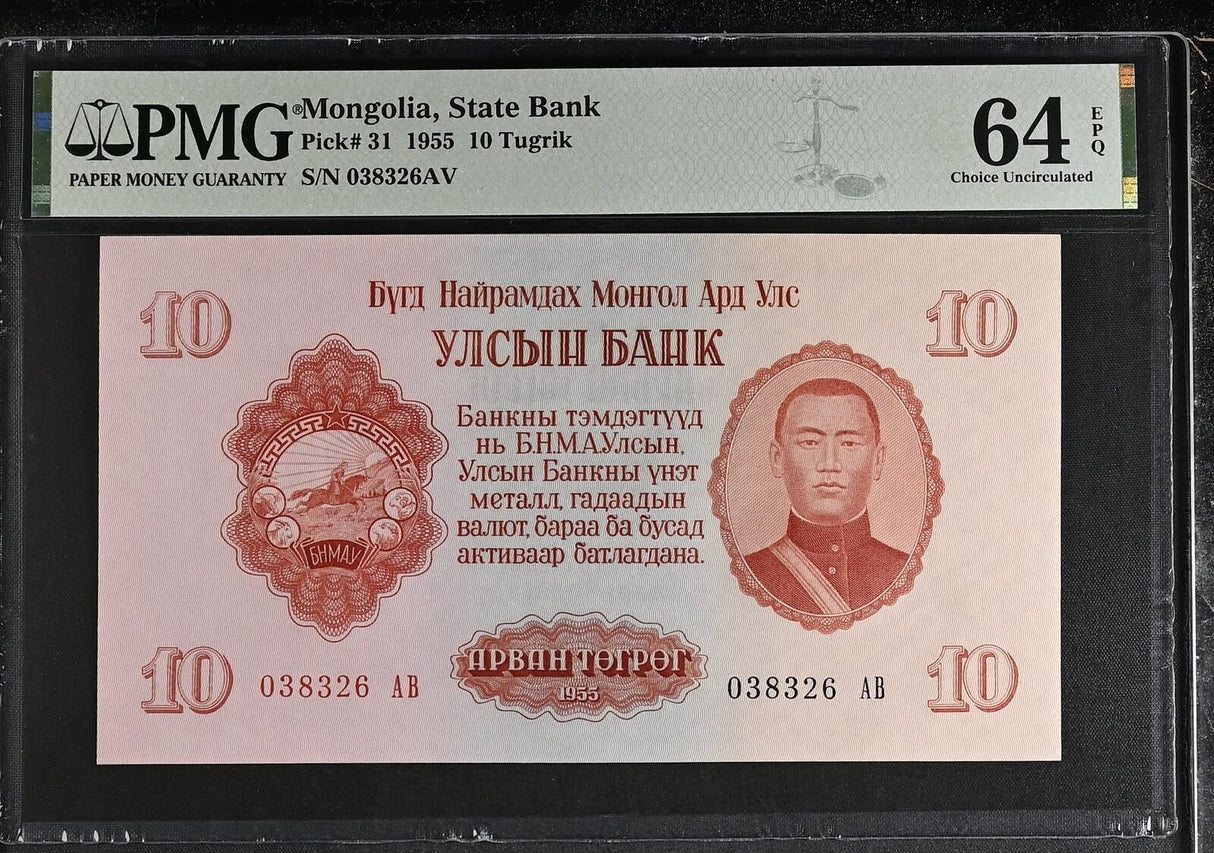 PMG® Mongolia, State Bank
Pick# 31 1955 10 Tugrik
PAPER MONEY GUARANTY S/N 038326AV
64 EPQ
Choice Uncirculated
10 10
Бүгд Найрамдах Монгол Ард Улс
УЛСЫН БАНК
Банкны тэмдэгтүүд
нь Б.Н.М.А.Улсын,
Улсын Банкны үнэт
металл, гадаадын
валют, бараа ба бусад
активаар батлагдана.
БНМАУ
10 10
АРВАН ТӨГРӨГ
1955
038326 АВ 038326 АВ